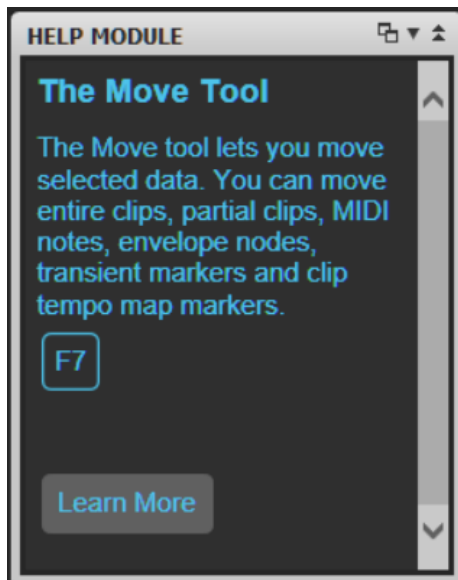 HELP MODULE
The Move Tool
The Move tool lets you move
selected data. You can move
entire clips, partial clips, MIDI
notes, envelope nodes,
transient markers and clip
tempo map markers.
F7
Learn More